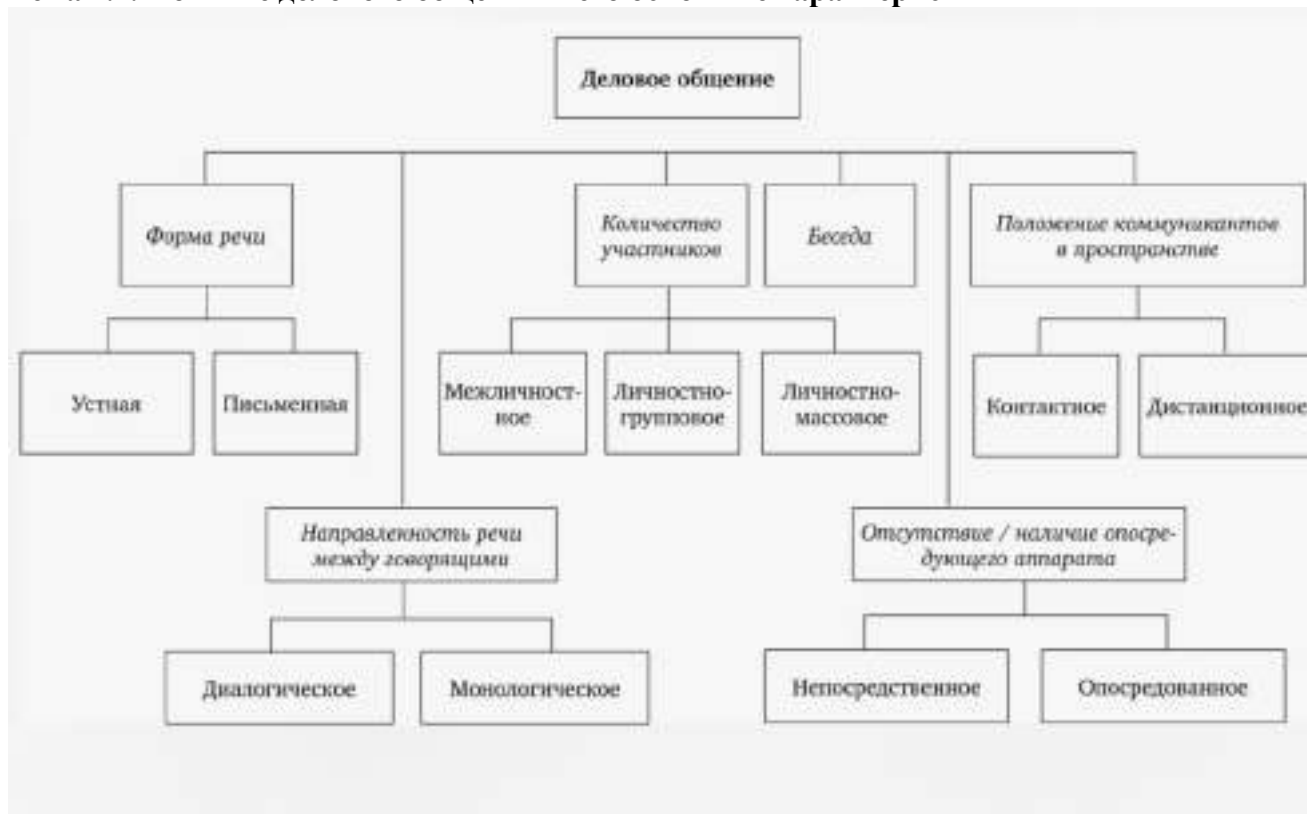 Деловое общение
Форма речи
Количество
участников
Беседа
Положение коммуникантов
в пространстве
Устная
Письменная
Межличност-
ное
Личностно-
групповое
Личностно-
массовое
Контактное
Дистанционное
Направленность речи
между говорящими
Отсутствие / наличие опосре-
дующего аппарата
Диалогическое
Монологическое
Непосредственное
Опосредованное